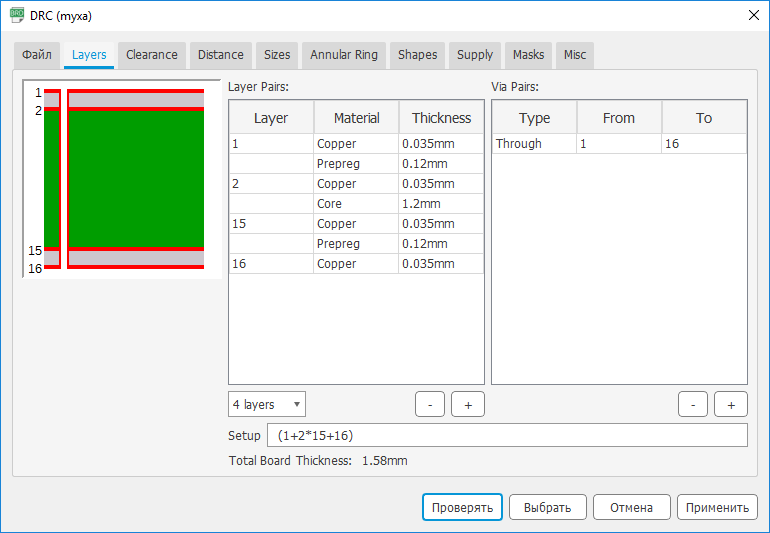 DRC (муха)
Файл Layers Clearance Distance Sizes Annular Ring Shapes Supply Masks Misc
1
2
15
16
Layer Pairs:
Layer Material Thickness
1 Copper 0.035mm
Prepreg 0.12mm
2 Copper 0.035mm
Core 1.2mm
15 Copper 0.035mm
Prepreg 0.12mm
16 Copper 0.035mm
4 layers - +
Via Pairs:
Type From To
Through 1 16
- +
Setup (1+2*15+16)
Total Board Thickness: 1.58mm
Проверять Выбрать Отмена Применить